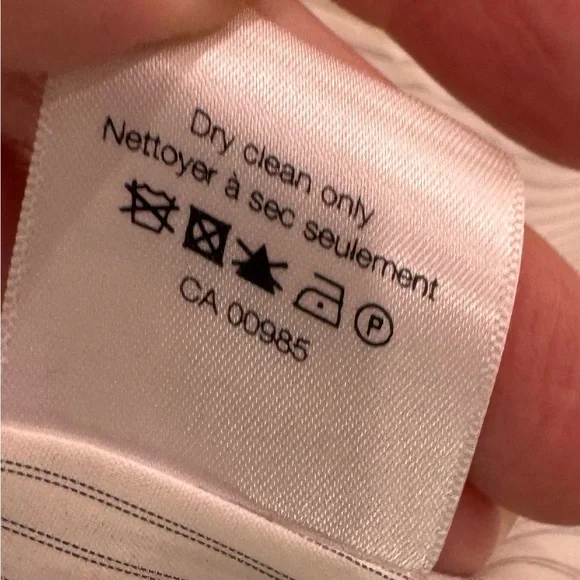 Dry clean only
Nettoyer à sec seulement
P
CA 00985